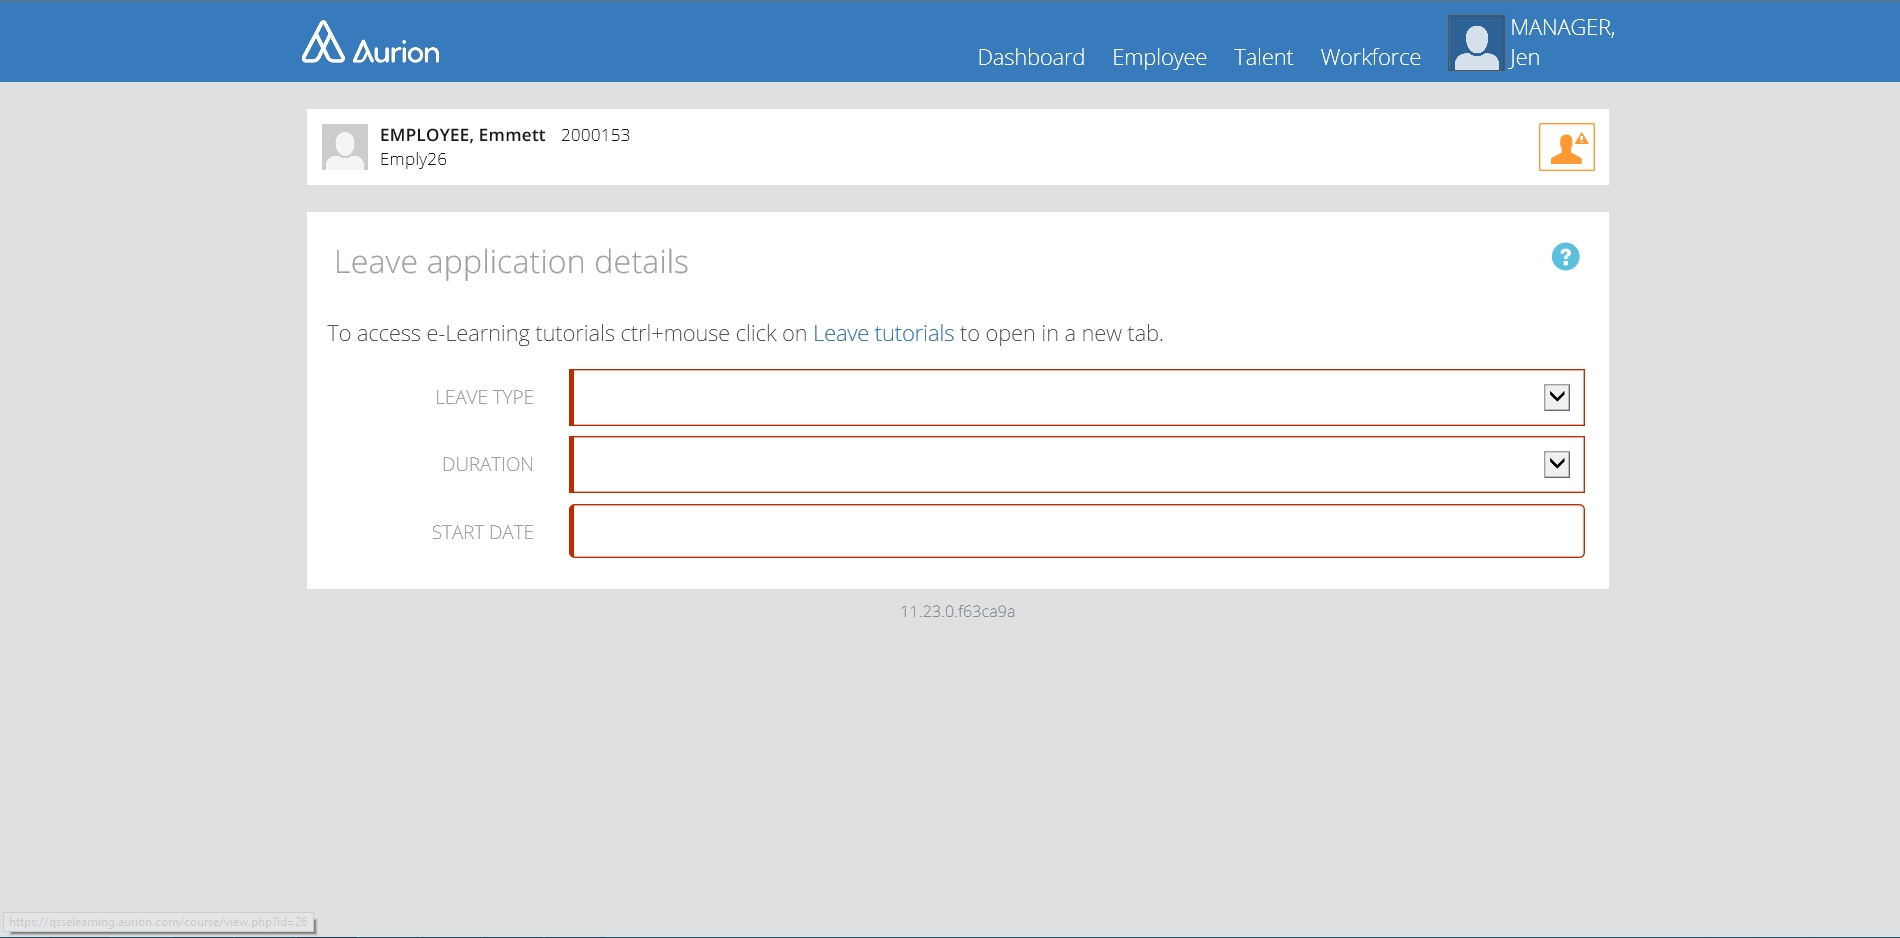 Aurion
Dashboard Employee Talent Workforce
MANAGER,
Jen
EMPLOYEE, Emmett 2000153
Emply26
Leave application details
?
To access e-Learning tutorials ctrl+mouse click on Leave tutorials to open in a new tab.
LEAVE TYPE
DURATION
START DATE
11.23.0.f63ca9a
https://qsselearning.aurion.com/course/view.php?id=26